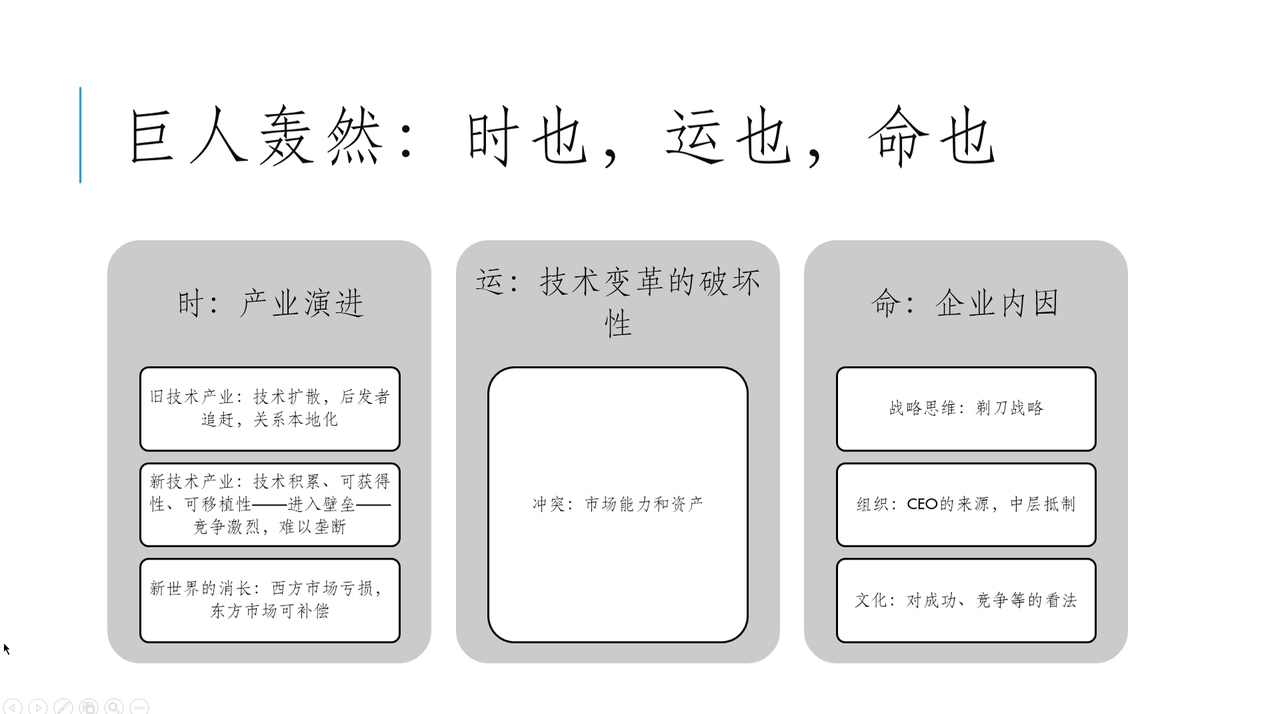 巨人轰然：时也，运也，命也
时：产业演进
旧技术产业：技术扩散，后发者
追赶，关系本地化
新技术产业：技术积累、可获得
性、可移植性——进入壁垒——
竞争激烈，难以垄断
新世界的消长：西方市场亏损，
东方市场可补偿
运：技术变革的破坏
性
冲突：市场能力和资产
命：企业内因
战略思维：剃刀战略
组织：CEO的来源，中层抵制
文化：对成功、竞争等的看法